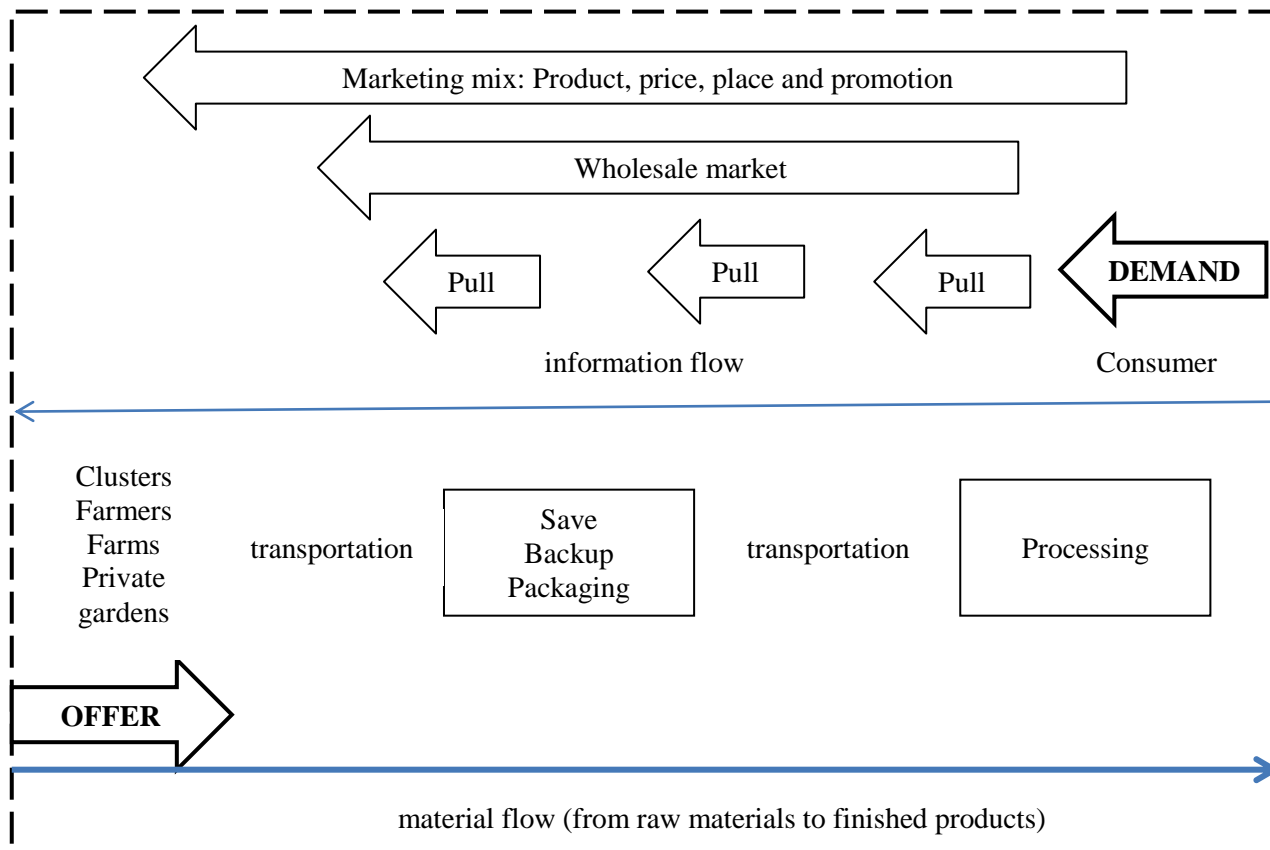 Marketing mix: Product, price, place and promotion
Wholesale market
Pull
Pull
Pull
DEMAND
information flow
Consumer
Clusters
Farmers
Farms
Private
gardens
transportation
Save
Backup
Packaging
transportation
Processing
OFFER
material flow (from raw materials to finished products)